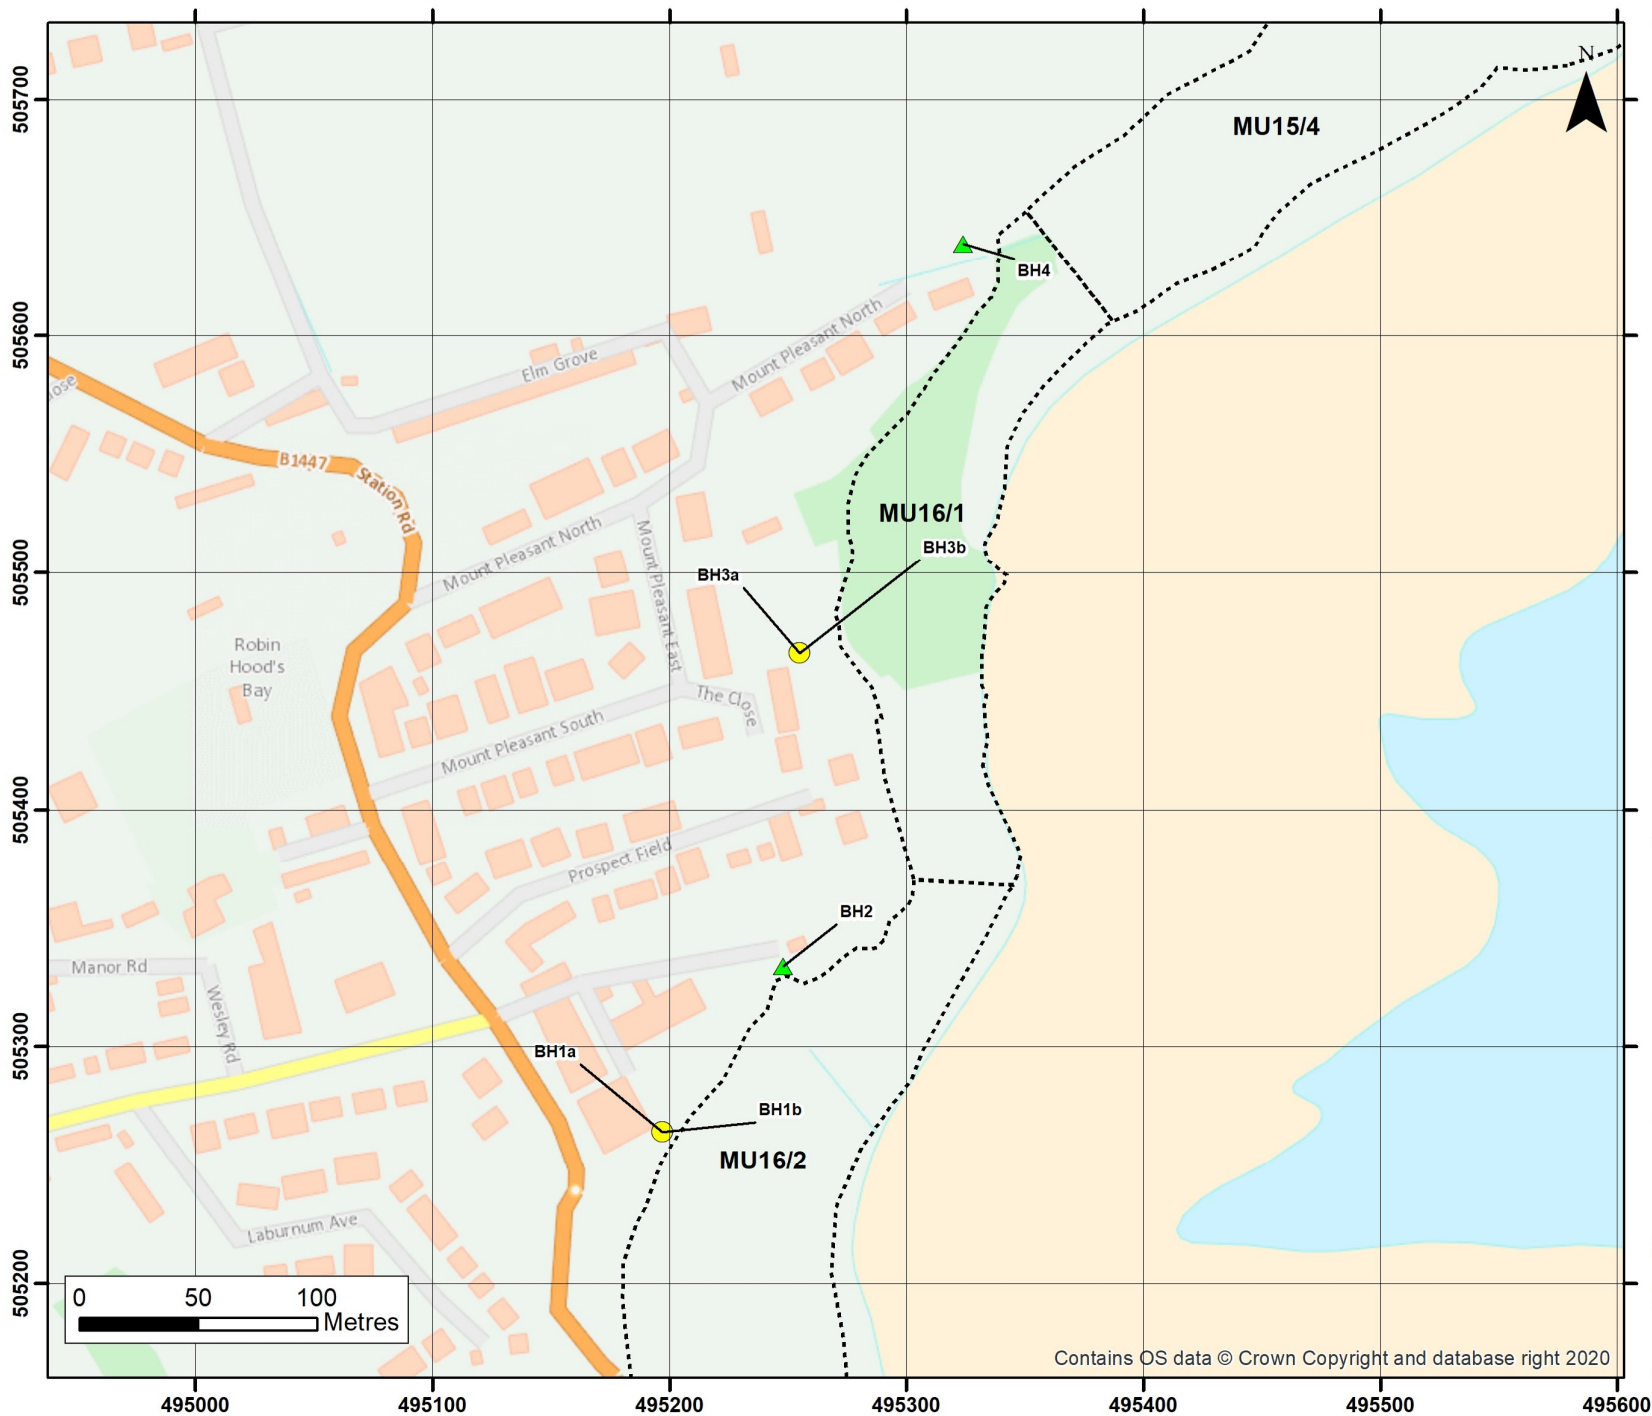 N
MU15/4
505700
BH4
505600
Mount Pleasant North
Elm Grove
B1447
Station Rd
MU16/1
BH3b
505500
BH3a
Mount Pleasant North
Mount Pleasant East
Robin
Hood's
Bay
The Close
Mount Pleasant South
505400
Prospect Field
BH2
Manor Rd
Wesley Rd
505300
BH1a
BH1b
MU16/2
Laburnum Ave
505200
0 50 100
Metres
Contains OS data © Crown Copyright and database right 2020
495000 495100 495200 495300 495400 495500 495600